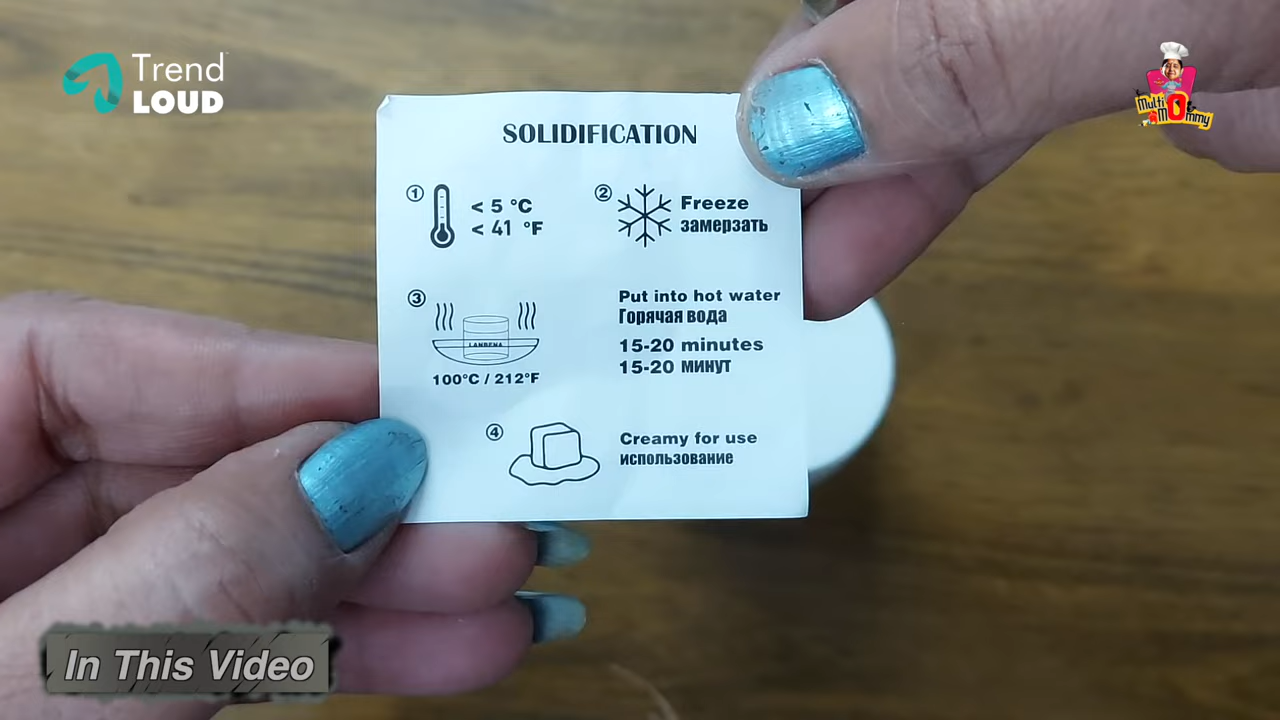 Trend
LOUD
Multi
Mommy
SOLIDIFICATION
① < 5 °C
< 41 °F
② Freeze
замерзать
③ Put into hot water
Горячая вода
LANBENA
15-20 minutes
15-20 минут
100°C / 212°F
④ Creamy for use
использование
In This Video